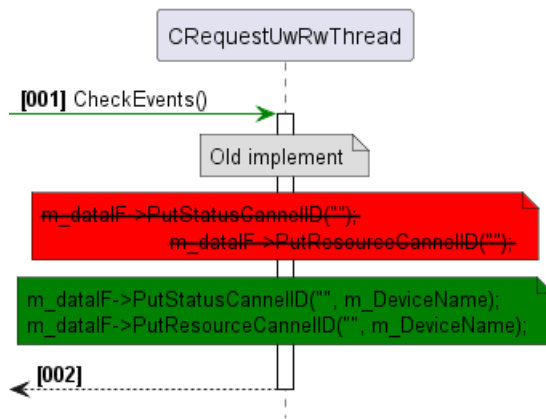 CRequestUwRwThread
[001] CheckEvents()
Old implement
m_dataIF->PutStatusCannelID("");
m_dataIF->PutResourceCannelID("");
m_dataIF->PutStatusCannelID("", m_DeviceName);
m_dataIF->PutResourceCannelID("", m_DeviceName);
[002]